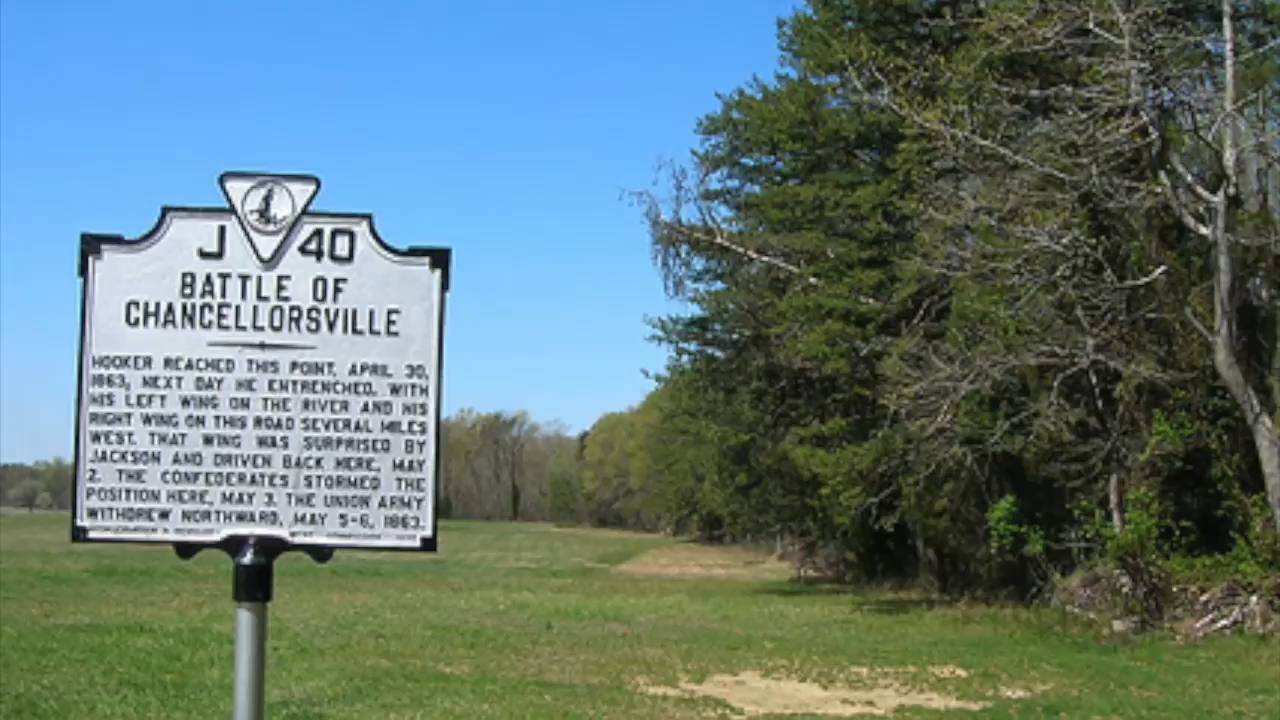 J 40
BATTLE OF
CHANCELLORSVILLE
HOOKER REACHED THIS POINT, APRIL 30,
1863; NEXT DAY HE ENTRENCHED, WITH
HIS LEFT WING ON THE RIVER AND HIS
RIGHT WING ON THIS ROAD SEVERAL MILES
WEST. THAT WING WAS SURPRISED BY
JACKSON AND DRIVEN BACK HERE, MAY
2. THE CONFEDERATES STORMED THE
POSITION HERE, MAY 3. THE UNION ARMY
WITHDREW NORTHWARD, MAY 5-6, 1863.